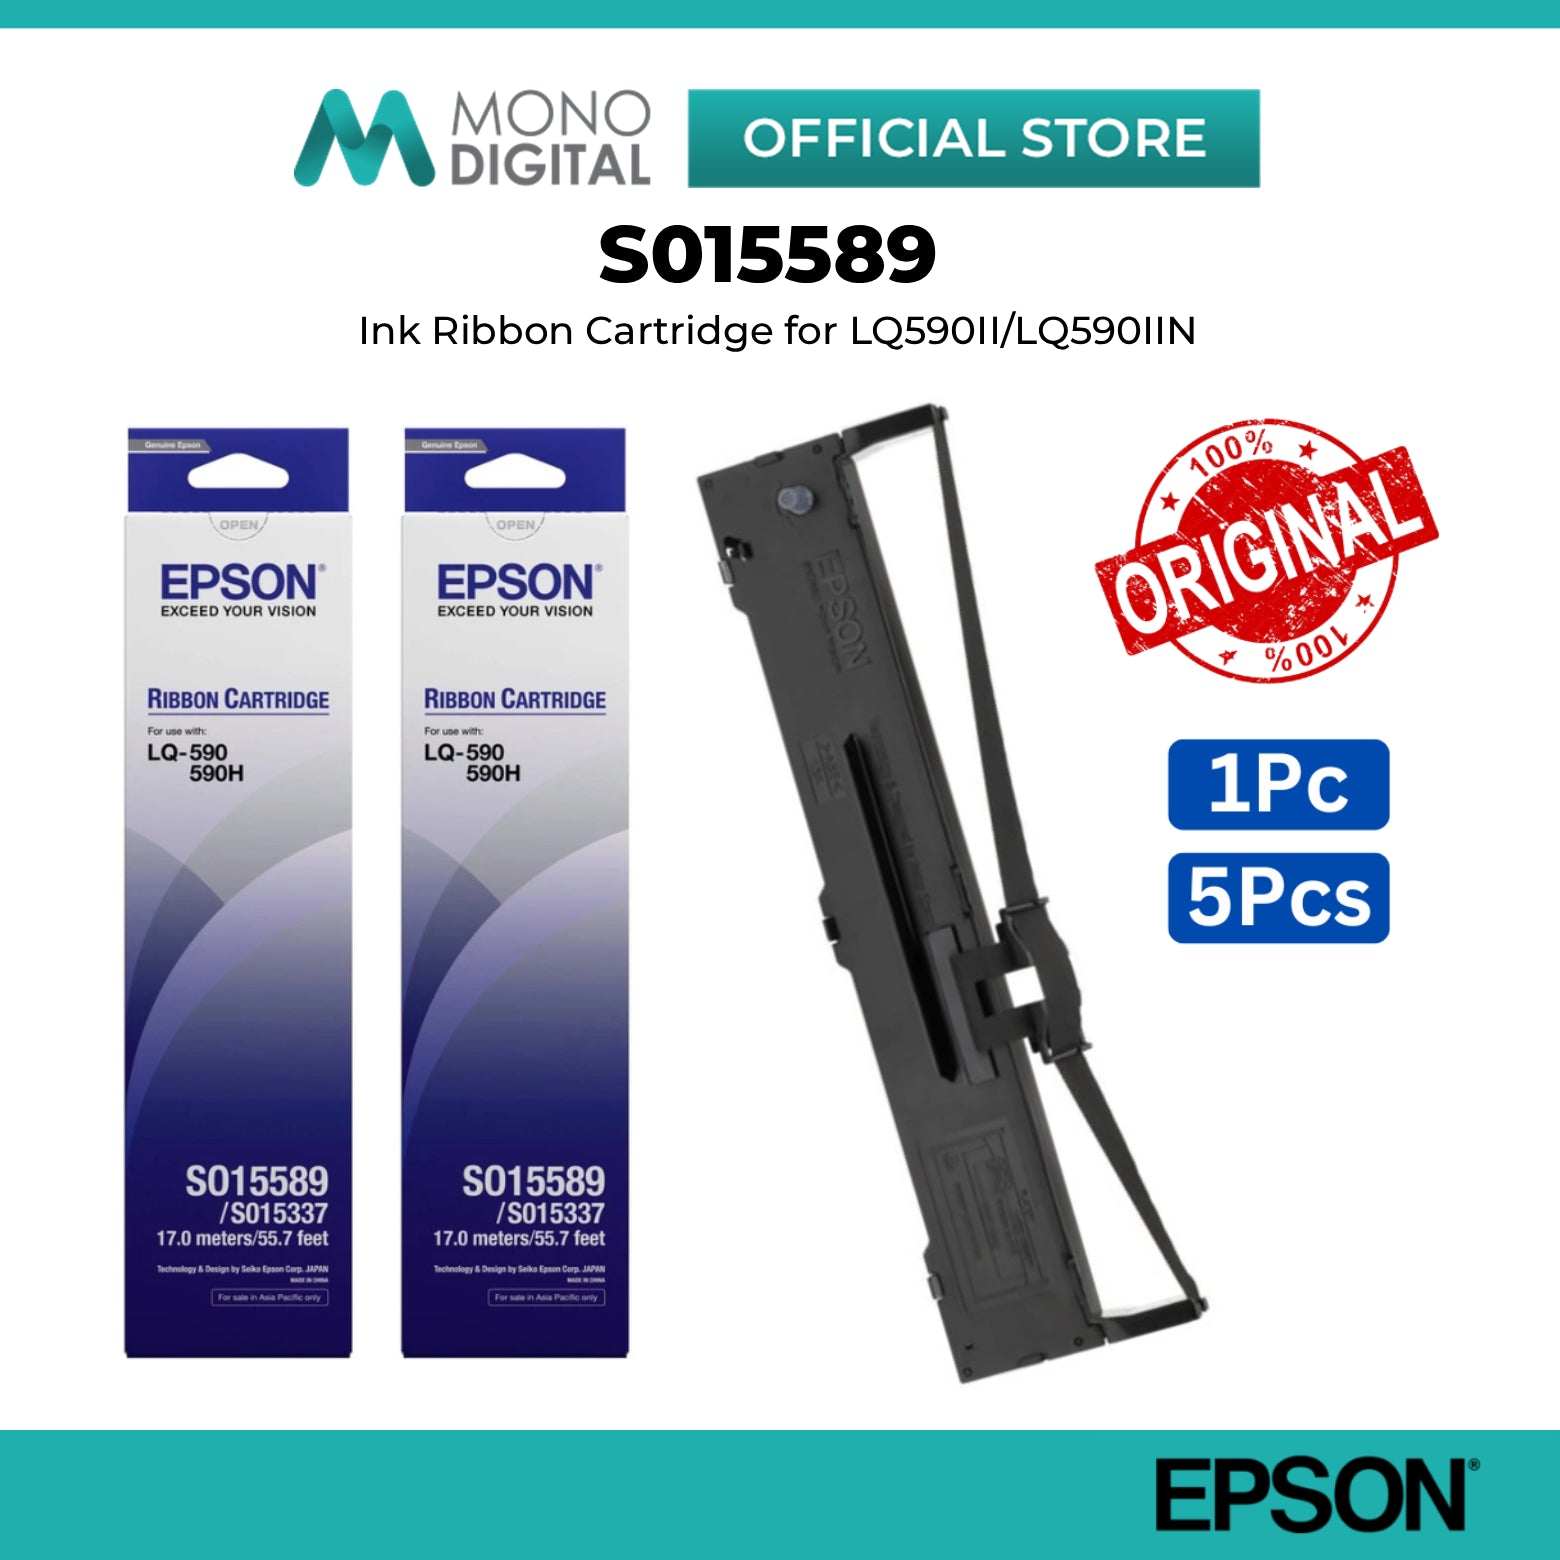 MONO
DIGITAL
OFFICIAL STORE
S015589
Ink Ribbon Cartridge for LQ590II/LQ590IIN
Genuine Epson
OPEN
EPSON®
EXCEED YOUR VISION
RIBBON CARTRIDGE
For use with:
LQ-590
590H
S015589
/S015337
17.0 meters/55.7 feet
Technology & Design by Seiko Epson Corp. JAPAN
MADE IN CHINA
For sale in Asia Pacific only
Genuine Epson
OPEN
EPSON®
EXCEED YOUR VISION
RIBBON CARTRIDGE
For use with:
LQ-590
590H
S015589
/S015337
17.0 meters/55.7 feet
Technology & Design by Seiko Epson Corp. JAPAN
MADE IN CHINA
For sale in Asia Pacific only
EPSON
100%
ORIGINAL
100%
1Pc
5Pcs
EPSON®